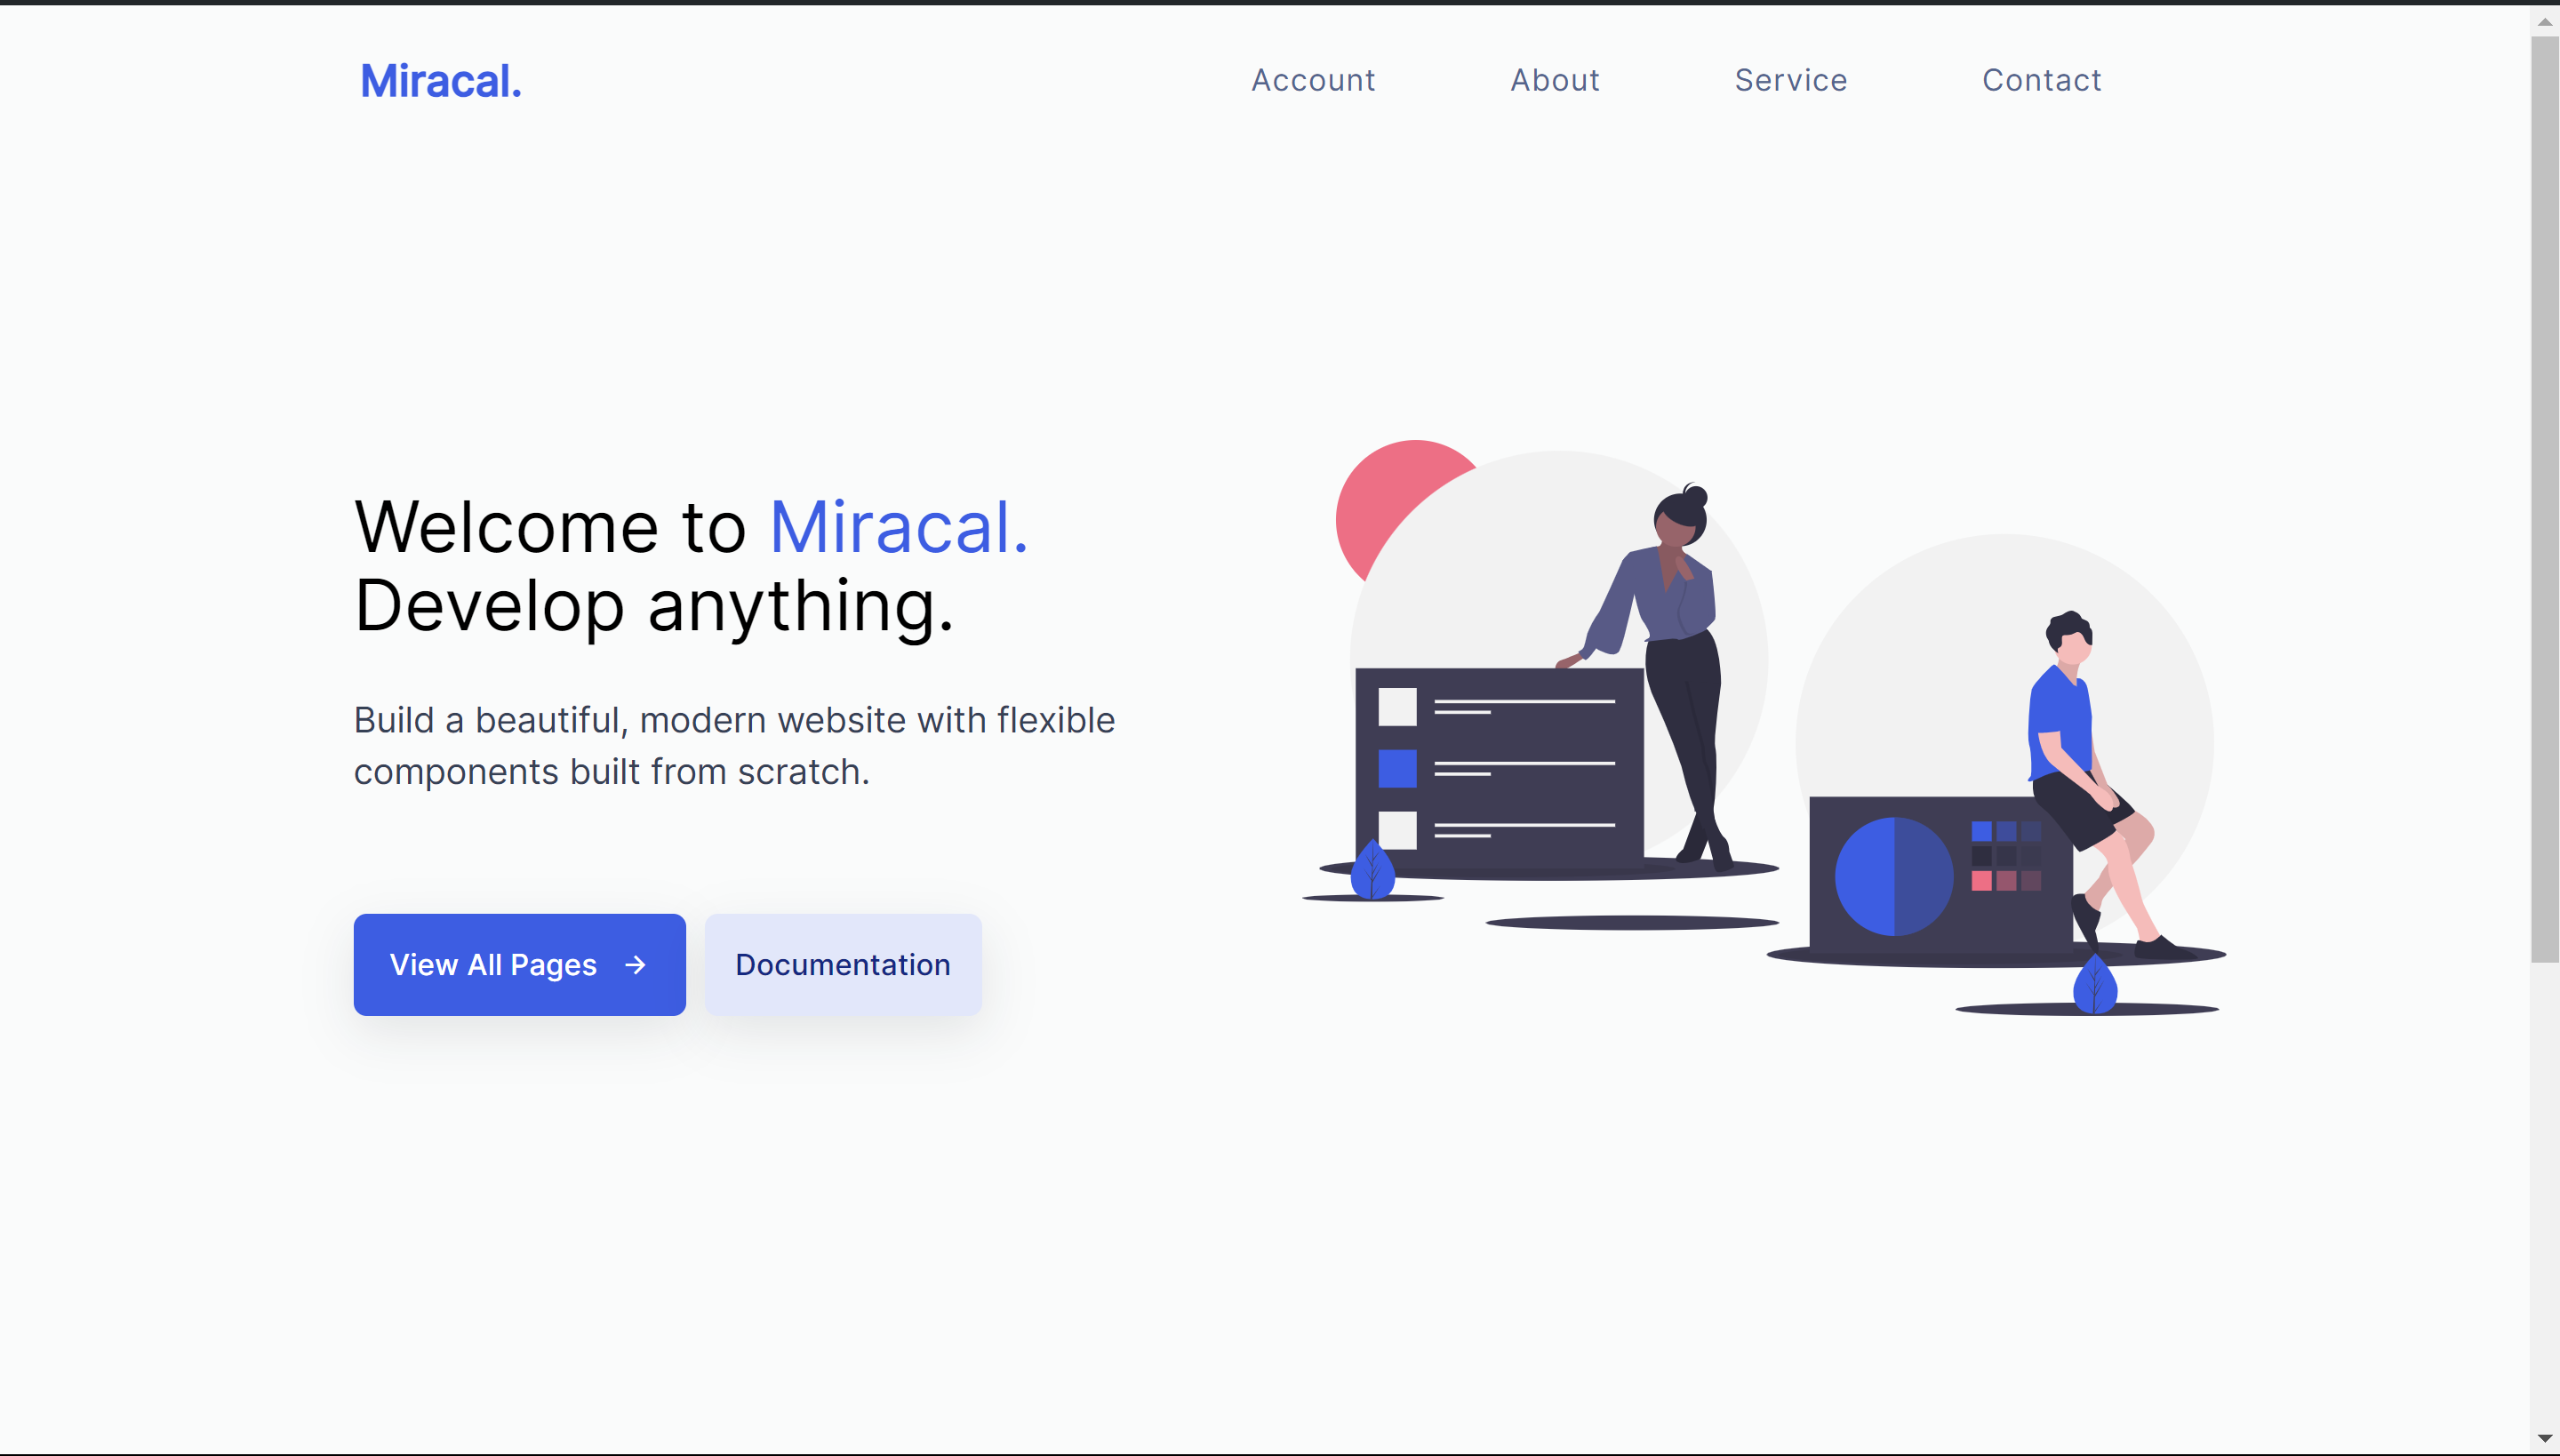 Miracal.
Account
About
Service
Contact
Welcome to Miracal.
Develop anything.
Build a beautiful, modern website with flexible
components built from scratch.
View All Pages →
Documentation